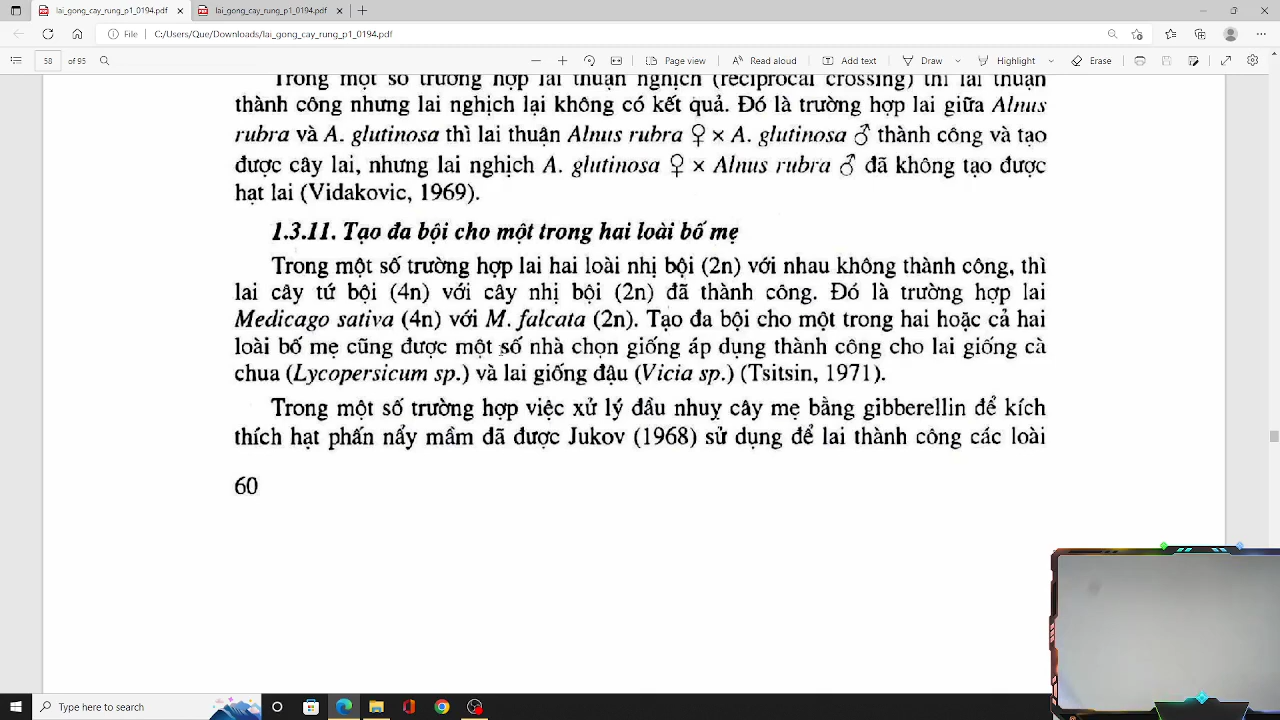 lai_gong_cay_rung_p1_0194.pdf
lai_gong_cay_rung_p1_0194.pdf
File
C:/Users/Que/Downloads/lai_gong_cay_rung_p1_0194.pdf
58 of 95
Page view
Read aloud
Add text
Draw
Highlight
Erase
Trong một số trường hợp lai thuận nghịch (reciprocal crossing) thì lai thuận
thành công nhưng lai nghịch lại không có kết quả. Đó là trường hợp lai giữa Alnus
rubra và A. glutinosa thì lai thuận Alnus rubra ♀ × A. glutinosa ♂ thành công và tạo
được cây lai, nhưng lai nghịch A. glutinosa ♀ × Alnus rubra ♂ đã không tạo được
hạt lai (Vidakovic, 1969).
1.3.11. Tạo đa bội cho một trong hai loài bố mẹ
Trong một số trường hợp lai hai loài nhị bội (2n) với nhau không thành công, thì
lai cây tứ bội (4n) với cây nhị bội (2n) đã thành công. Đó là trường hợp lai
Medicago sativa (4n) với M. falcata (2n). Tạo đa bội cho một trong hai hoặc cả hai
loài bố mẹ cũng được một số nhà chọn giống áp dụng thành công cho lai giống cà
chua (Lycopersicum sp.) và lai giống đậu (Vicia sp.) (Tsitsin, 1971).
Trong một số trường hợp việc xử lý đầu nhuỵ cây mẹ bằng gibberellin để kích
thích hạt phấn nẩy mầm đã được Jukov (1968) sử dụng để lai thành công các loài
60
Type here to search